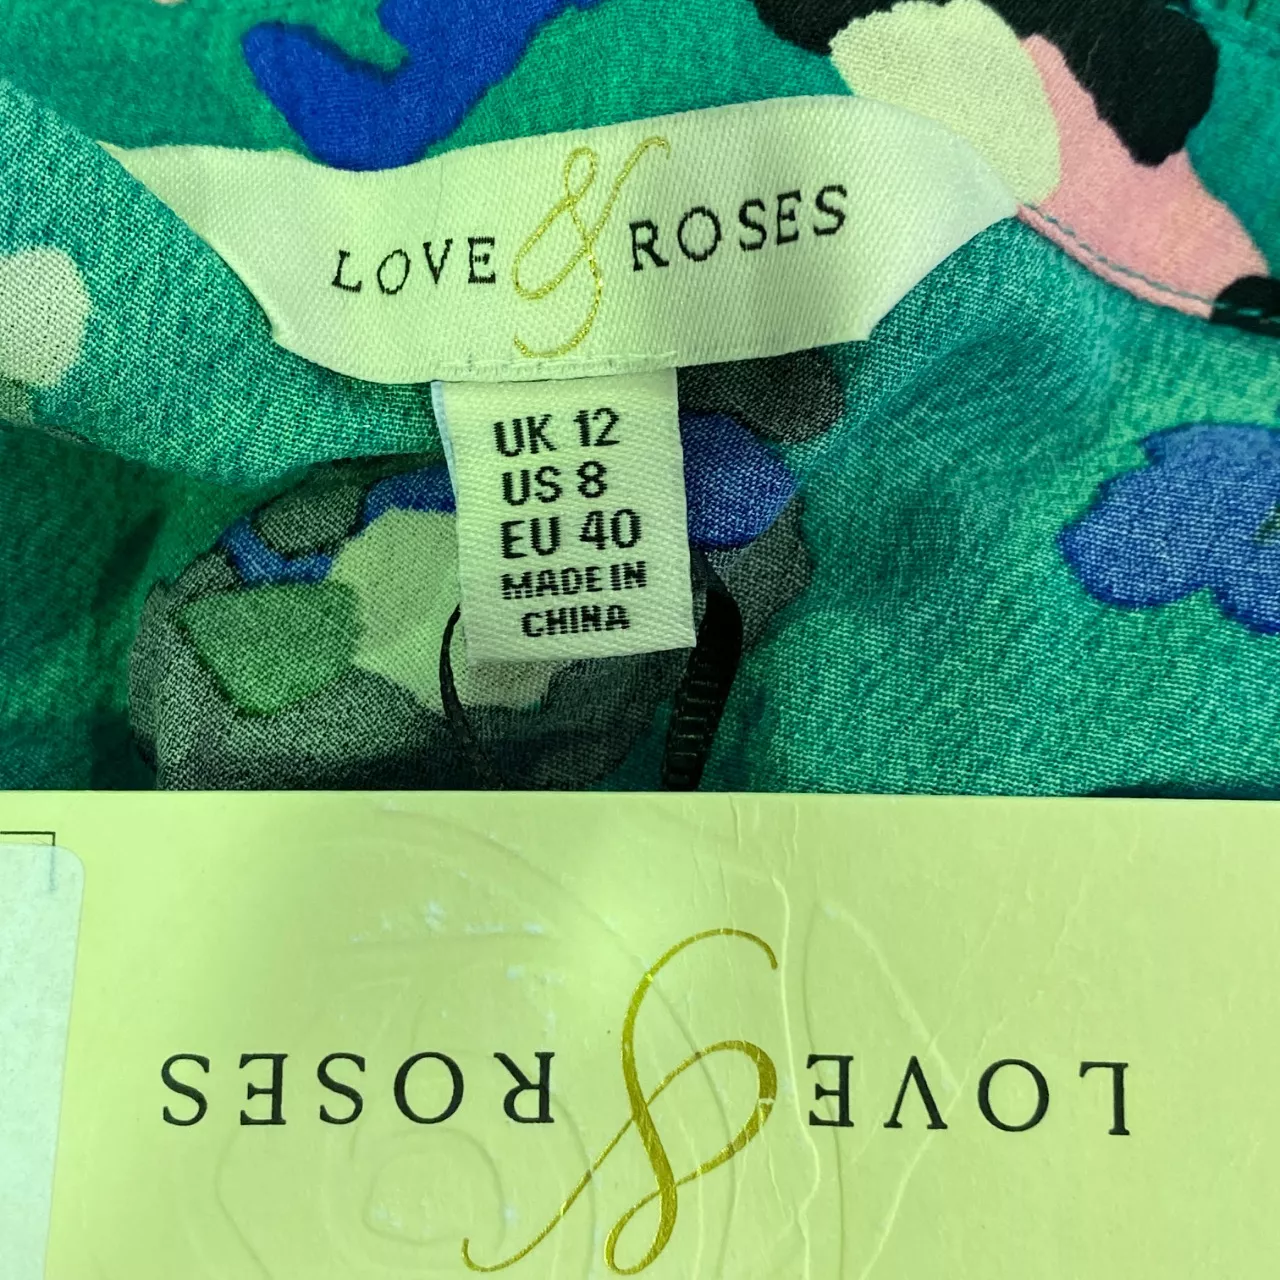 LOVE & ROSES
UK 12
US 8
EU 40
MADE IN
CHINA
LOVE & ROSES